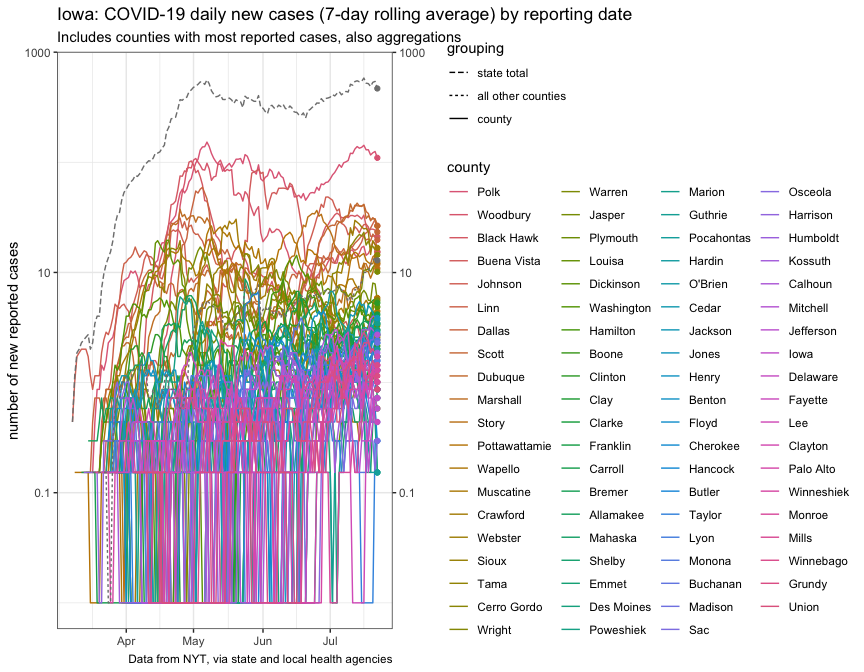 Iowa: COVID-19 daily new cases (7-day rolling average) by reporting date
Includes counties with most reported cases, also aggregations
number of new reported cases
1000
10
0.1
1000
10
0.1
Apr
May
Jun
Jul
Data from NYT, via state and local health agencies
grouping
state total
all other counties
county
county
Polk
Woodbury
Black Hawk
Buena Vista
Johnson
Linn
Dallas
Scott
Dubuque
Marshall
Story
Pottawattamie
Wapello
Muscatine
Crawford
Webster
Sioux
Tama
Cerro Gordo
Wright
Warren
Jasper
Plymouth
Louisa
Dickinson
Washington
Hamilton
Boone
Clinton
Clay
Clarke
Franklin
Carroll
Bremer
Allamakee
Mahaska
Shelby
Emmet
Des Moines
Poweshiek
Marion
Guthrie
Pocahontas
Hardin
O'Brien
Cedar
Jackson
Jones
Henry
Benton
Floyd
Cherokee
Hancock
Butler
Taylor
Lyon
Monona
Buchanan
Madison
Sac
Osceola
Harrison
Humboldt
Kossuth
Calhoun
Mitchell
Jefferson
Iowa
Delaware
Fayette
Lee
Clayton
Palo Alto
Winneshiek
Monroe
Mills
Winnebago
Grundy
Union